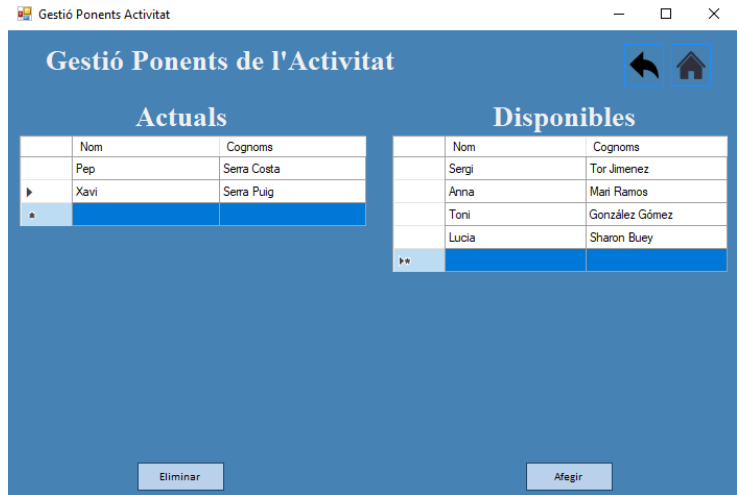 Gestió Ponents Activitat
Gestió Ponents de l'Activitat
Actuals
Nom Cognoms
Pep Serra Costa
Xavi Serra Puig
Disponibles
Nom Cognoms
Sergi Tor Jimenez
Anna Mari Ramos
Toni González Gómez
Lucia Sharon Buey
Eliminar
Afegir